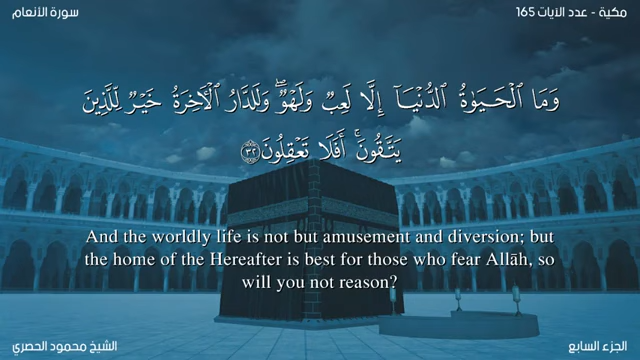 مكية - عدد الآيات 165
سورة الأنعام
وَمَا الْحَيَوٰةُ الدُّنْيَآ إِلَّا لَعِبٌ وَلَهْوٌ ۖ وَلَلدَّارُ الْآخِرَةُ خَيْرٌ لِّلَّذِينَ
يَتَّقُونَ ۚ أَفَلَا تَعْقِلُونَ ٣٢
And the worldly life is not but amusement and diversion; but
the home of the Hereafter is best for those who fear Allāh, so
will you not reason?
الجزء السابع
الشيخ محمود الحصري